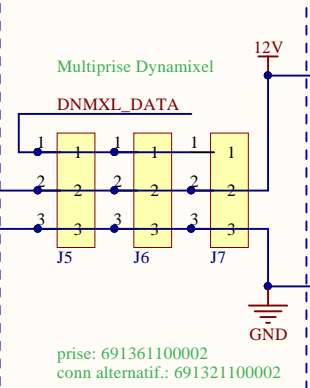 12V
Multiprise Dynamixel
DNMXL_DATA
1 1 1 1 1 1
2 2 2 2 2 2
3 3 3 3 3 3
J5 J6 J7
GND
prise: 691361100002
conn alternatif.: 691321100002